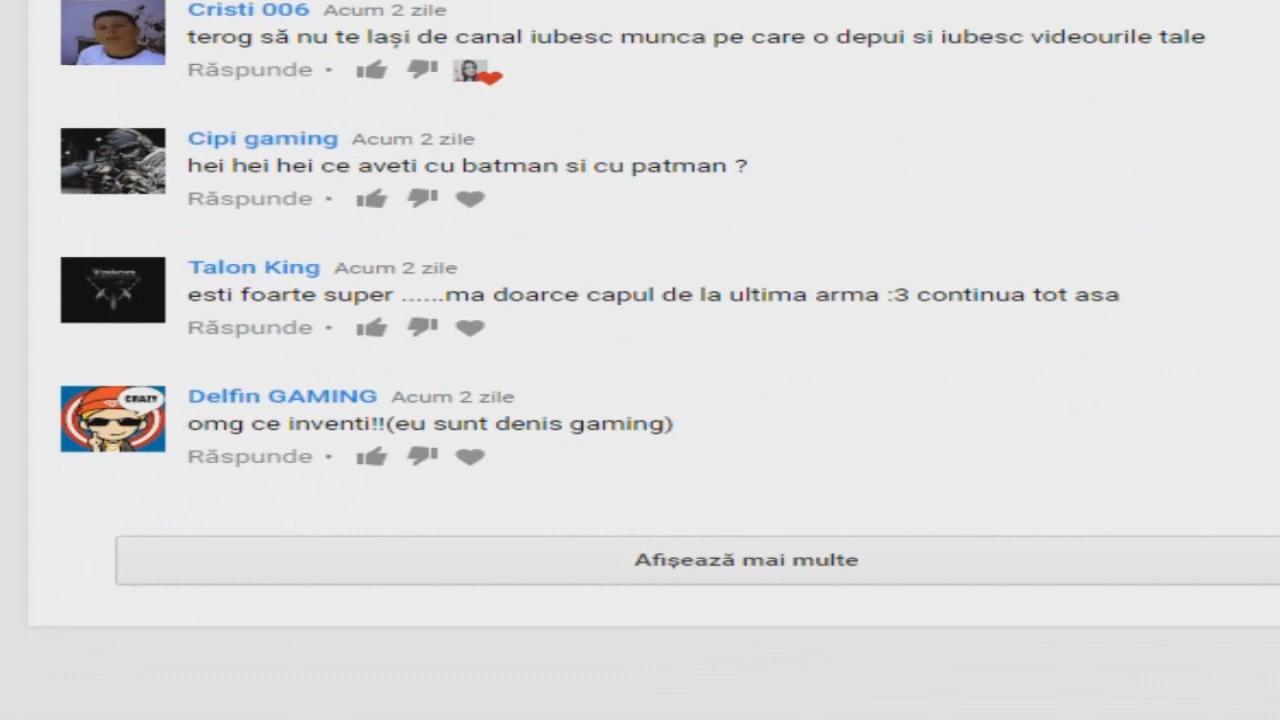 Cristi 006 Acum 2 zile
terog să nu te lași de canal iubesc munca pe care o depui si iubesc videourile tale
Răspunde •
Cipi gaming Acum 2 zile
hei hei hei ce aveti cu batman si cu patman ?
Răspunde •
Talon
Talon King Acum 2 zile
esti foarte super ......ma doarce capul de la ultima arma :3 continua tot asa
Răspunde •
CRAZY
Delfin GAMING Acum 2 zile
omg ce inventi!!(eu sunt denis gaming)
Răspunde •
Afișează mai multe